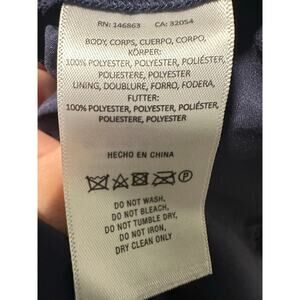 RN: 146863 CA: 32054
BODY, CORPS, CUERPO, CORPO,
KÖRPER:
100% POLYESTER, POLYESTER, POLIÉSTER,
POLIESTERE, POLYESTER
LINING, DOUBLURE, FORRO, FODERA,
FUTTER:
100% POLYESTER, POLYESTER, POLIÉSTER,
POLIESTERE, POLYESTER
HECHO EN CHINA
P
DO NOT WASH,
DO NOT BLEACH,
DO NOT TUMBLE DRY,
DO NOT IRON,
DRY CLEAN ONLY